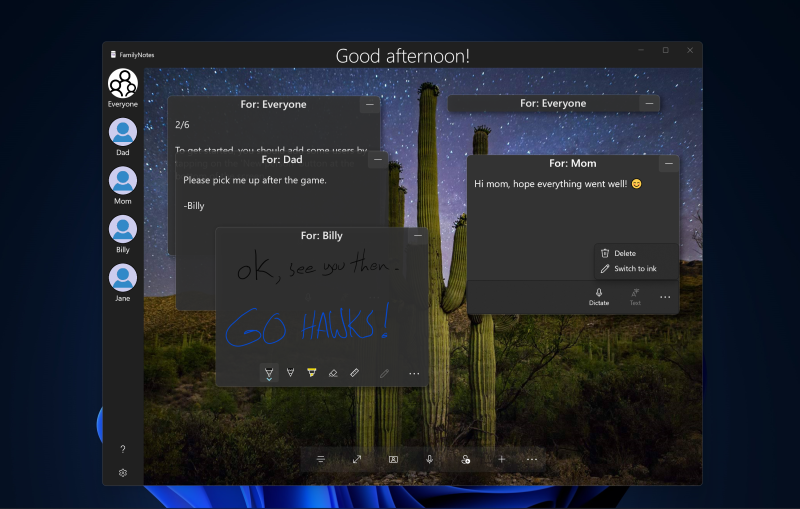 FamilyNotes
Good afternoon!
Everyone
Dad
Mom
Billy
Jane
For: Everyone
2/6
To get started, you should add some users by
For: Dad
Please pick me up after the game.
-Billy
For: Billy
OK, see you then.
GO HAWKS!
For: Everyone
For: Mom
Hi mom, hope everything went well! 😊
Delete
Switch to ink
Dictate
Text